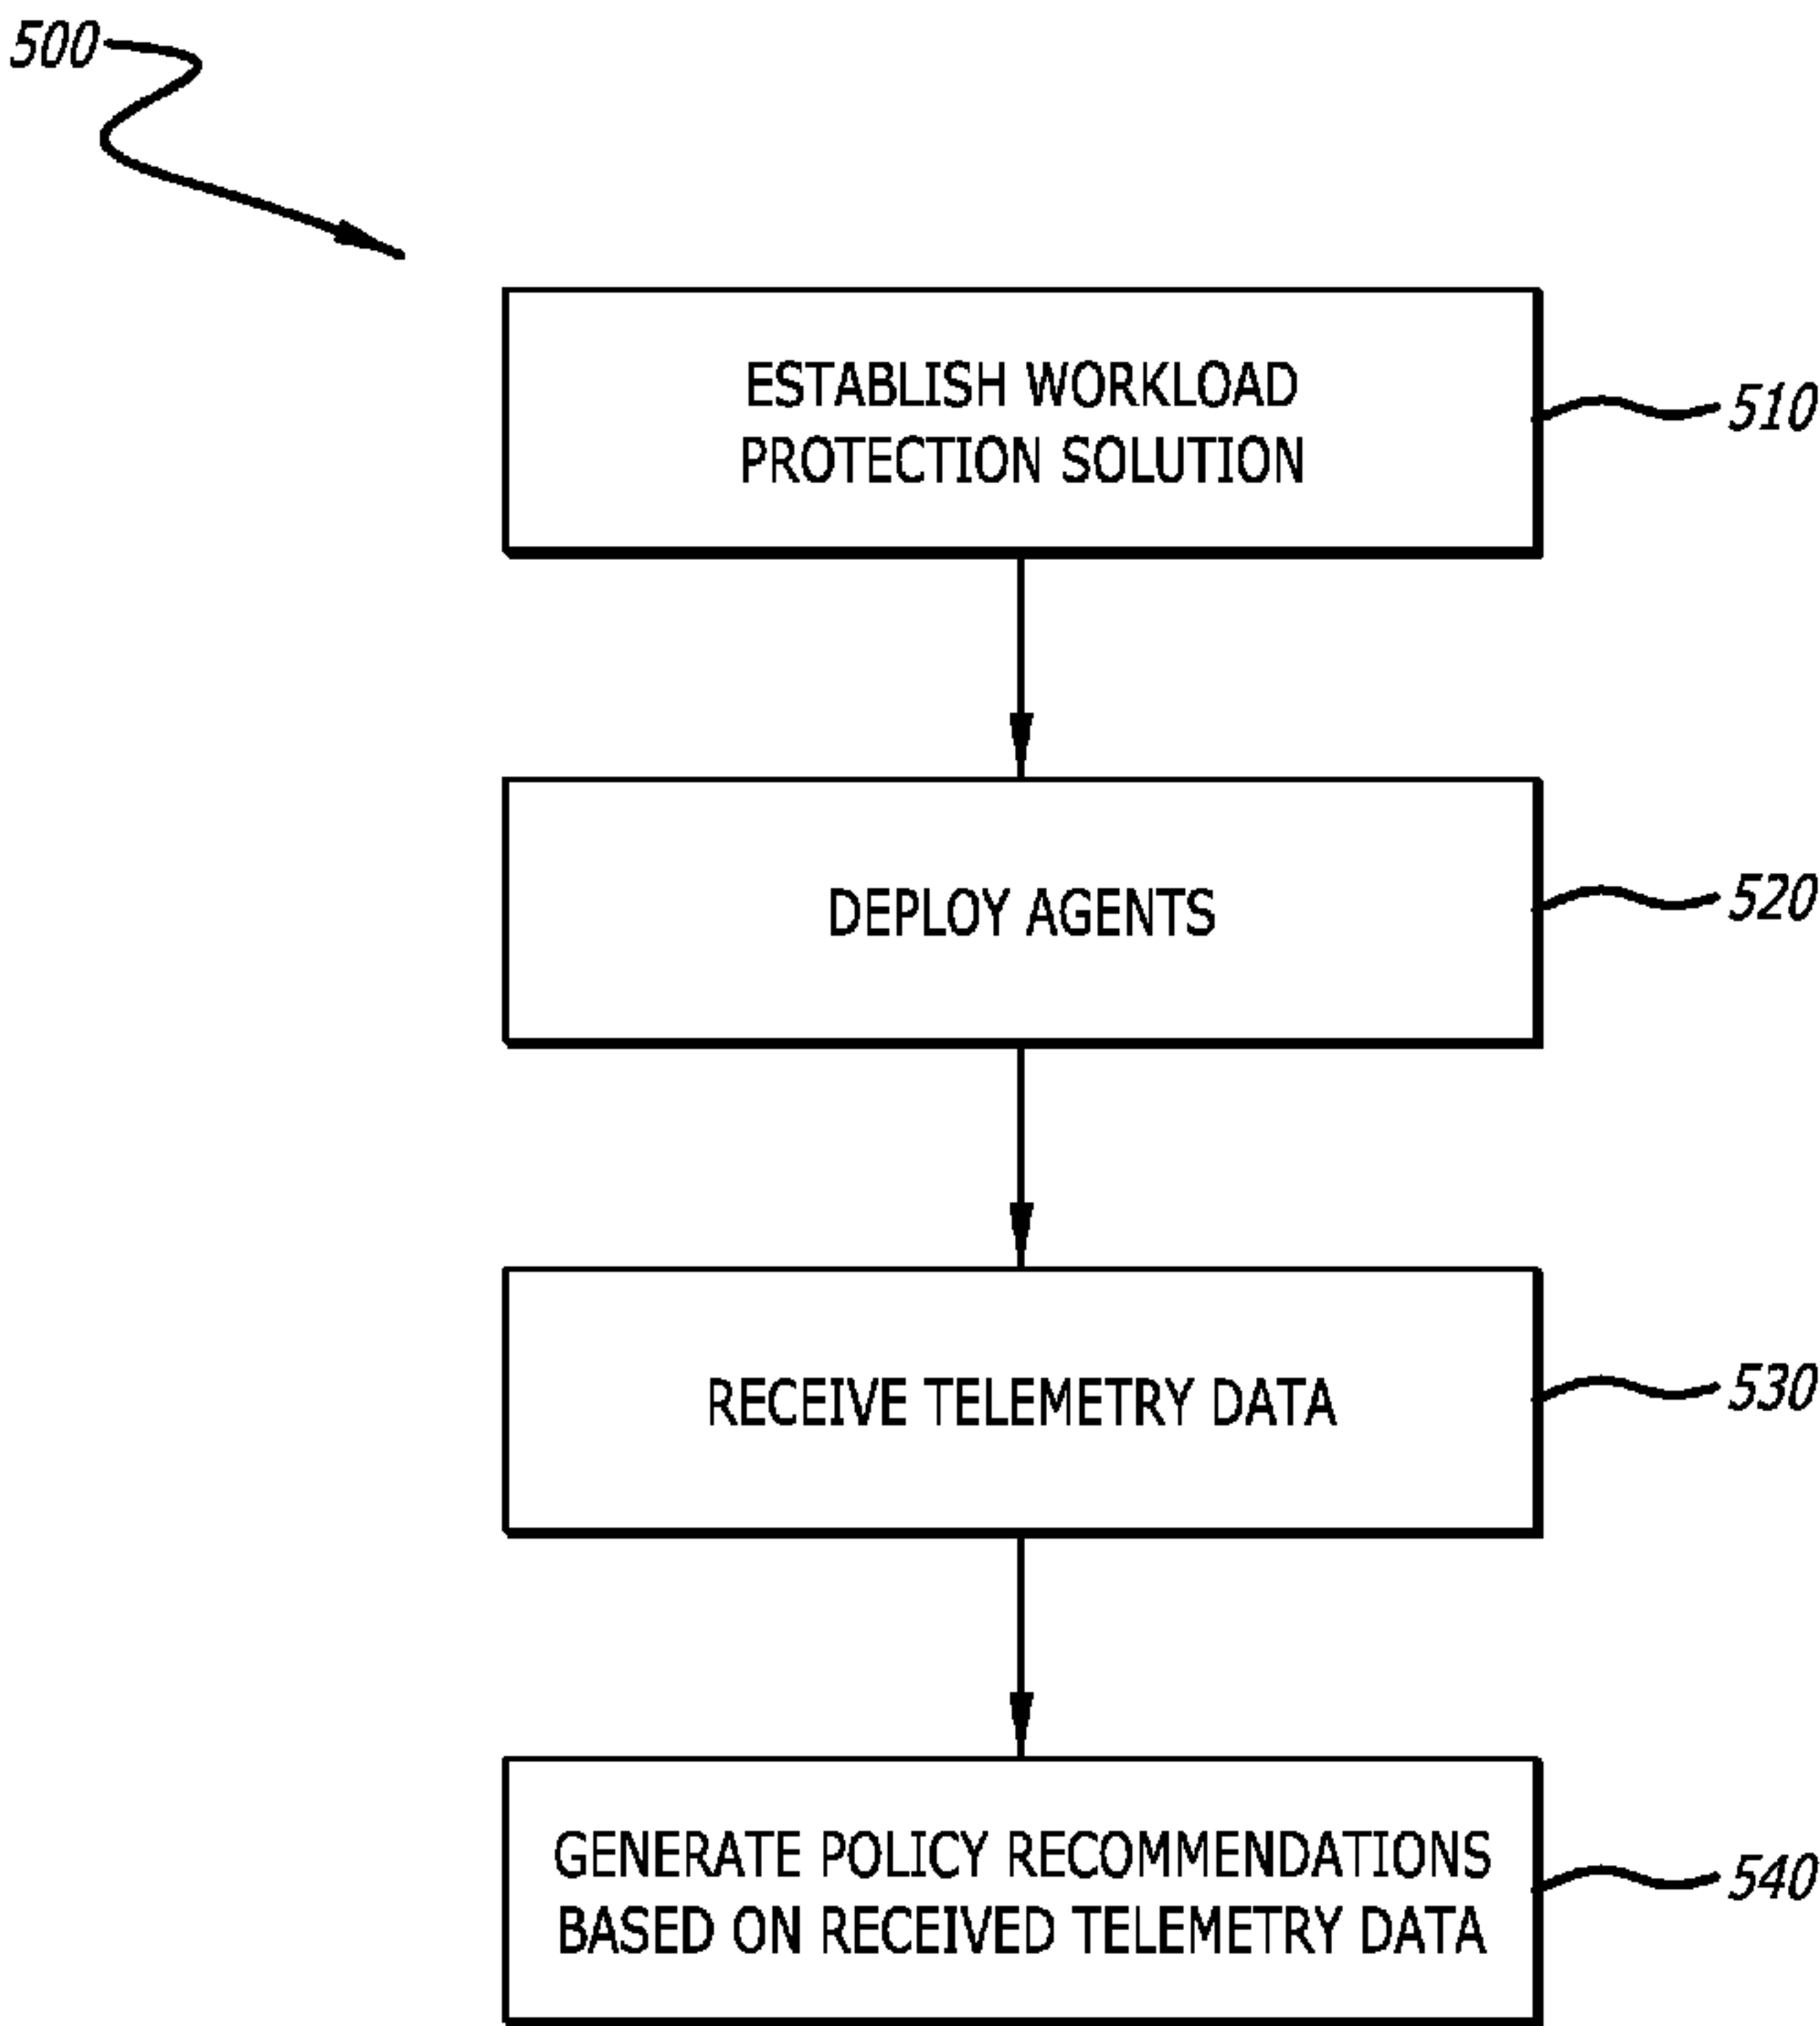 500
ESTABLISH WORKLOAD
PROTECTION SOLUTION
510
DEPLOY AGENTS
520
RECEIVE TELEMETRY DATA
530
GENERATE POLICY RECOMMENDATIONS
BASED ON RECEIVED TELEMETRY DATA
540